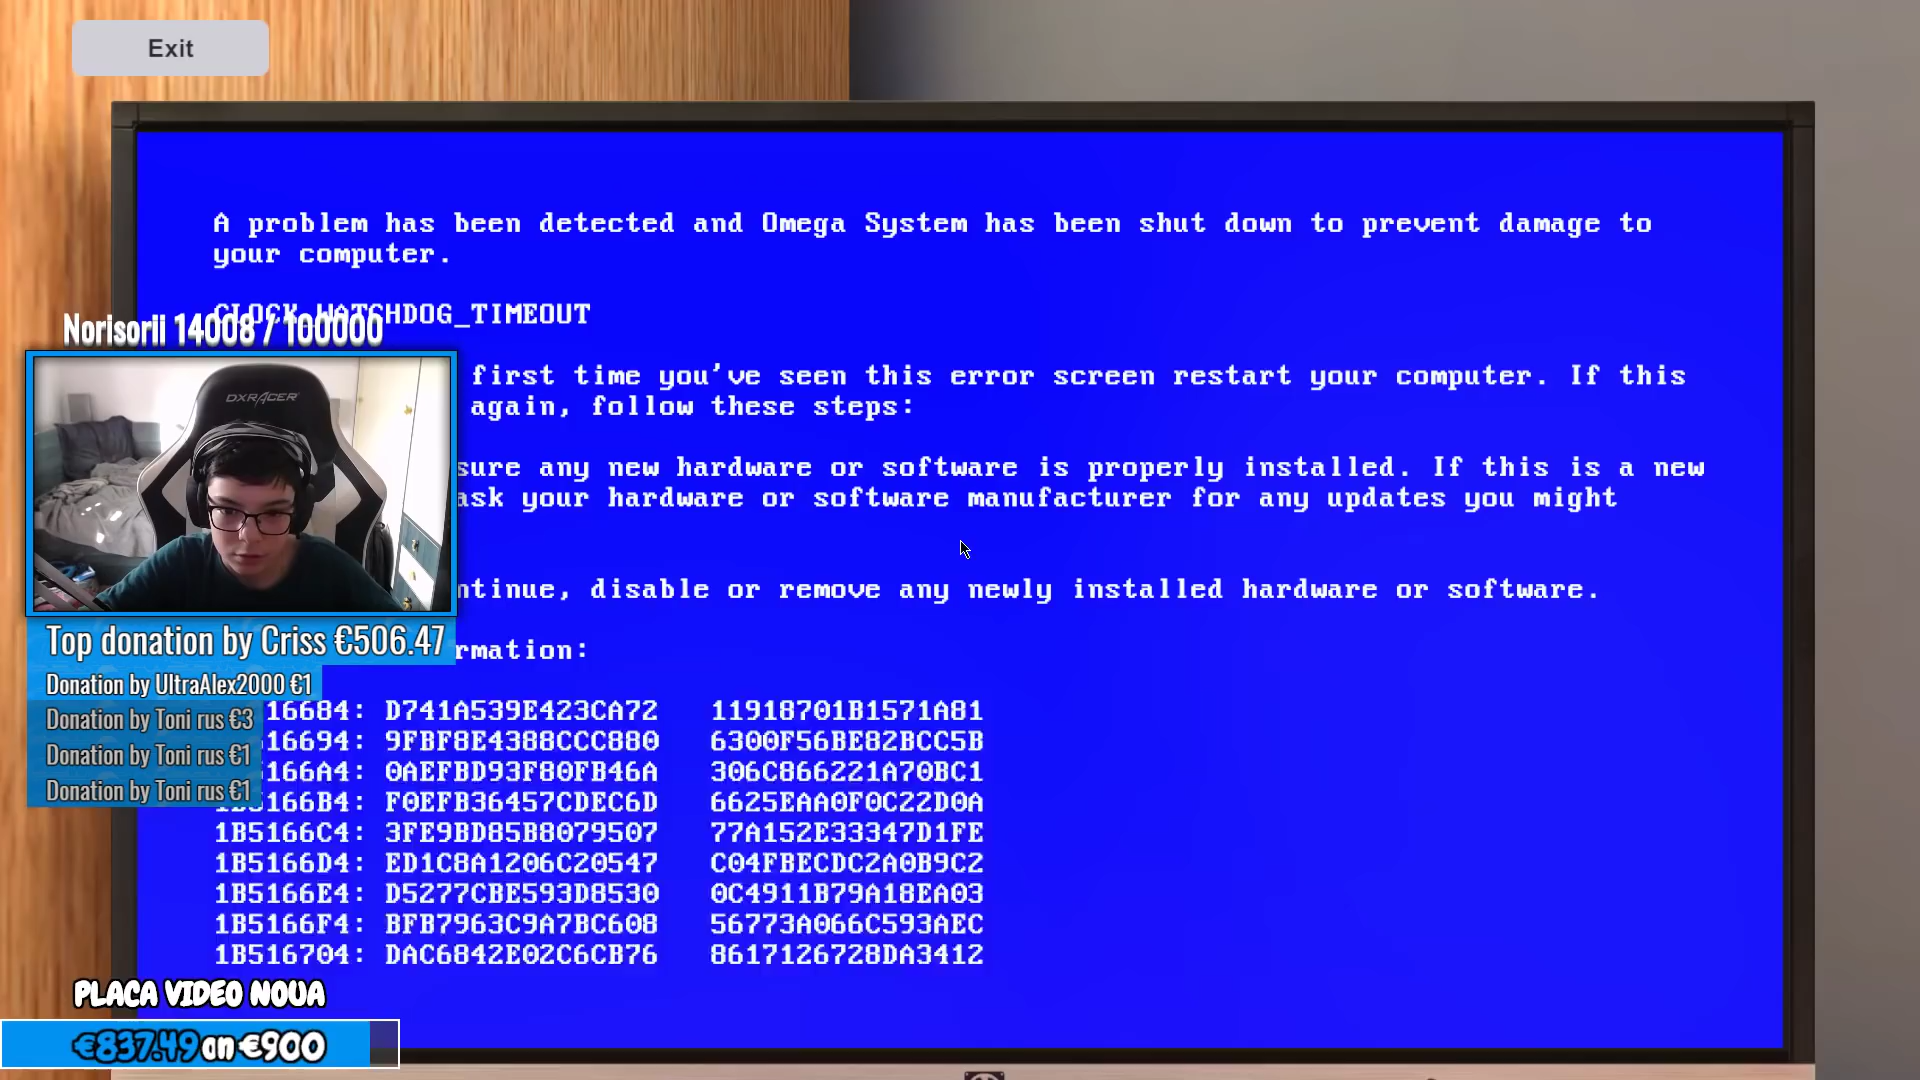 Exit
A problem has been detected and Omega System has been shut down to prevent damage to
your computer.
CLOCK_WATCHDOG_TIMEOUT
Norisorii 14008 / 100000
first time you've seen this error screen restart your computer. If this
again, follow these steps:
DXRACER
sure any new hardware or software is properly installed. If this is a new
ask your hardware or software manufacturer for any updates you might
ntinue, disable or remove any newly installed hardware or software.
Top donation by Criss €506.47
rmation:
Donation by UltraAlex2000 €1
Donation by Toni rus €3
Donation by Toni rus €1
Donation by Toni rus €1
16684: D741A539E423CA72 11918701B1571A81
16694: 9FBF8E4388CCC880 6300F56BE82BCC5B
166A4: 0AEFBD93F80FB46A 306C866221A70BC1
166B4: F0EFB36457CDEC6D 6625EAA0F0C22D0A
1B5166C4: 3FE9BD85B8079507 77A152E33347D1FE
1B5166D4: ED1C8A1206C20547 C04FBECDC2A0B9C2
1B5166E4: D5277CBE593D8530 0C4911B79A18EA03
1B5166F4: BFB7963C9A7BC608 56773A066C593AEC
1B516704: DAC6842E02C6CB76 8617126728DA3412
PLACA VIDEO NOUA
€837.49 an €900